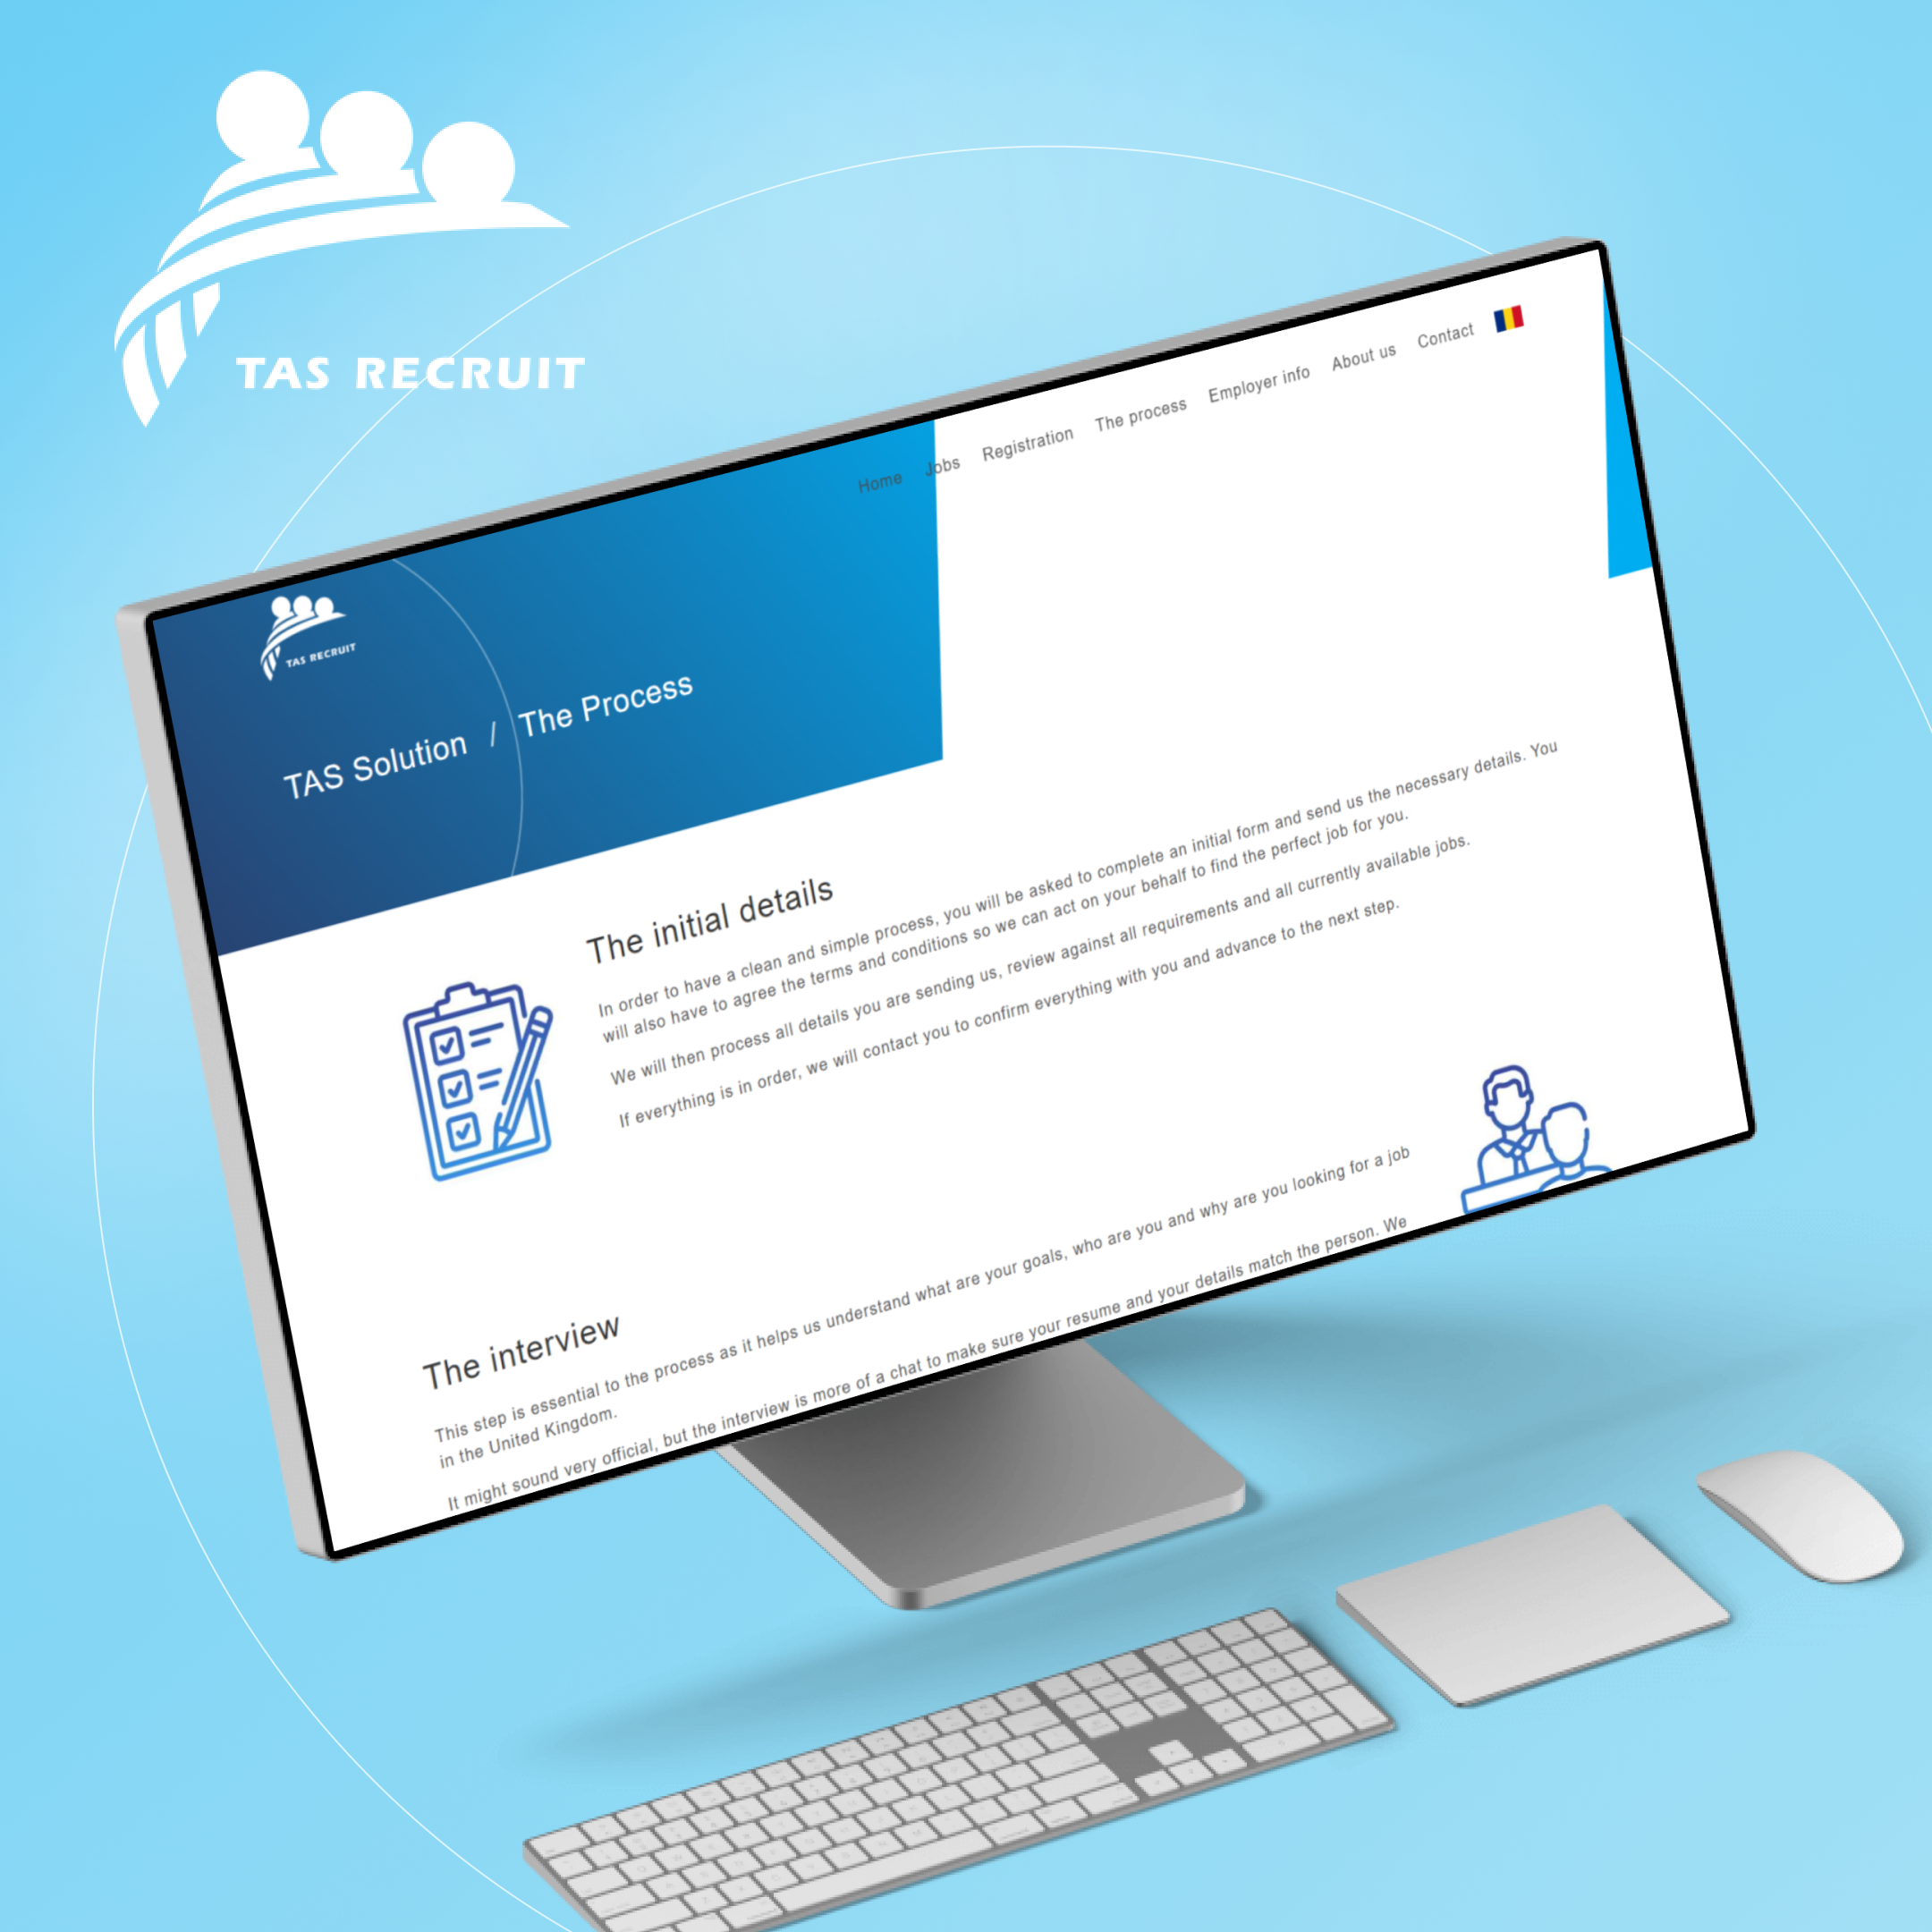 TAS RECRUIT
Home Jobs Registration The process Employer info About us Contact
TAS RECRUIT
TAS Solution / The Process
The initial details
In order to have a clean and simple process, you will be asked to complete an initial form and send us the necessary details. You
will also have to agree the terms and conditions so we can act on your behalf to find the perfect job for you.
We will then process all details you are sending us, review against all requirements and all currently available jobs.
If everything is in order, we will contact you to confirm everything with you and advance to the next step.
The interview
This step is essential to the process as it helps us understand what are your goals, who are you and why are you looking for a job
in the United Kingdom.
It might sound very official, but the interview is more of a chat to make sure your resume and your details match the person. We